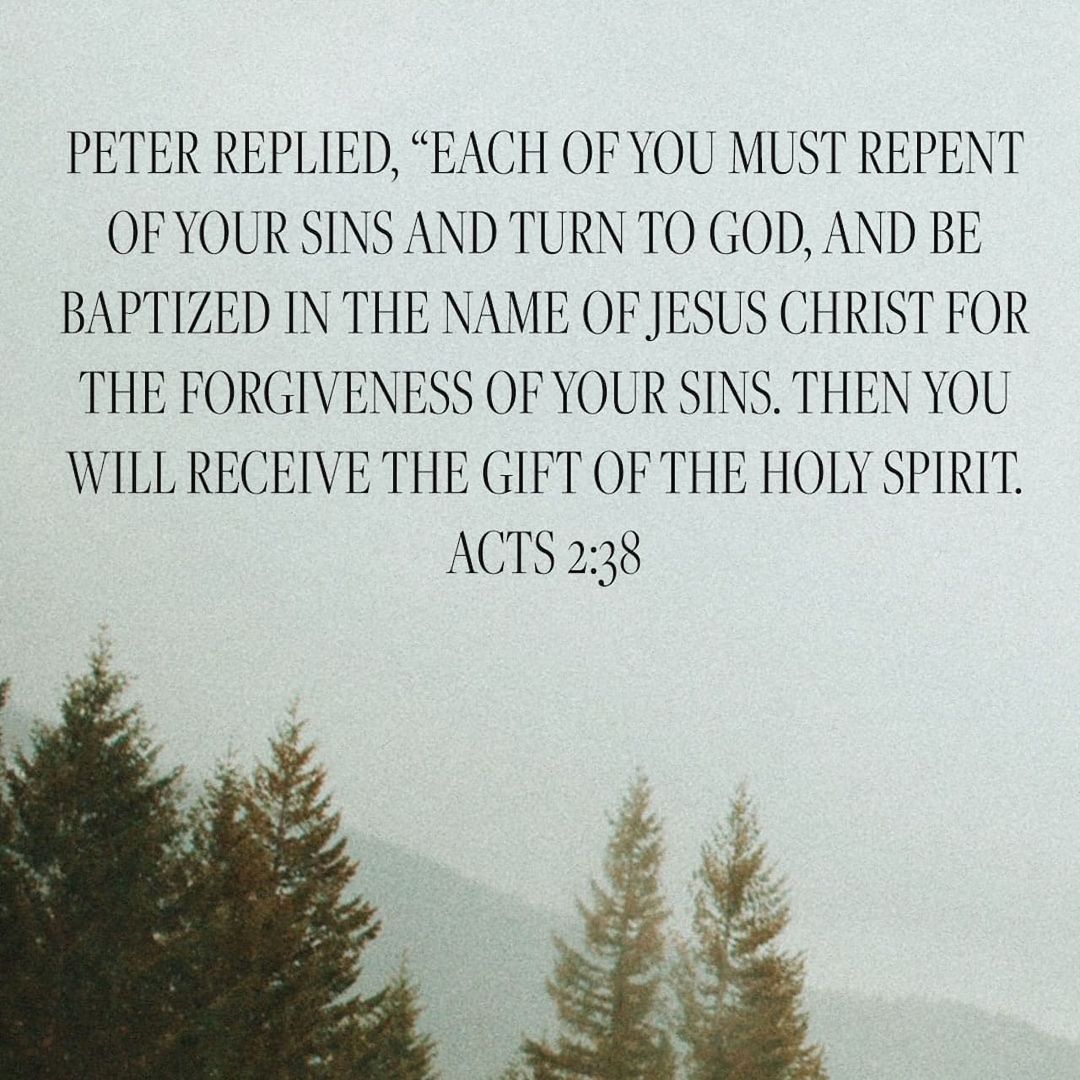 PETER REPLIED, “EACH OF YOU MUST REPENT
OF YOUR SINS AND TURN TO GOD, AND BE
BAPTIZED IN THE NAME OF JESUS CHRIST FOR
THE FORGIVENESS OF YOUR SINS. THEN YOU
WILL RECEIVE THE GIFT OF THE HOLY SPIRIT.
ACTS 2:38